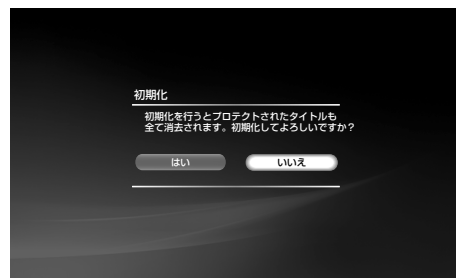 初期化
初期化を行うとプロテクトされたタイトルも
全て消去されます。初期化してよろしいですか？
はい
いいえ